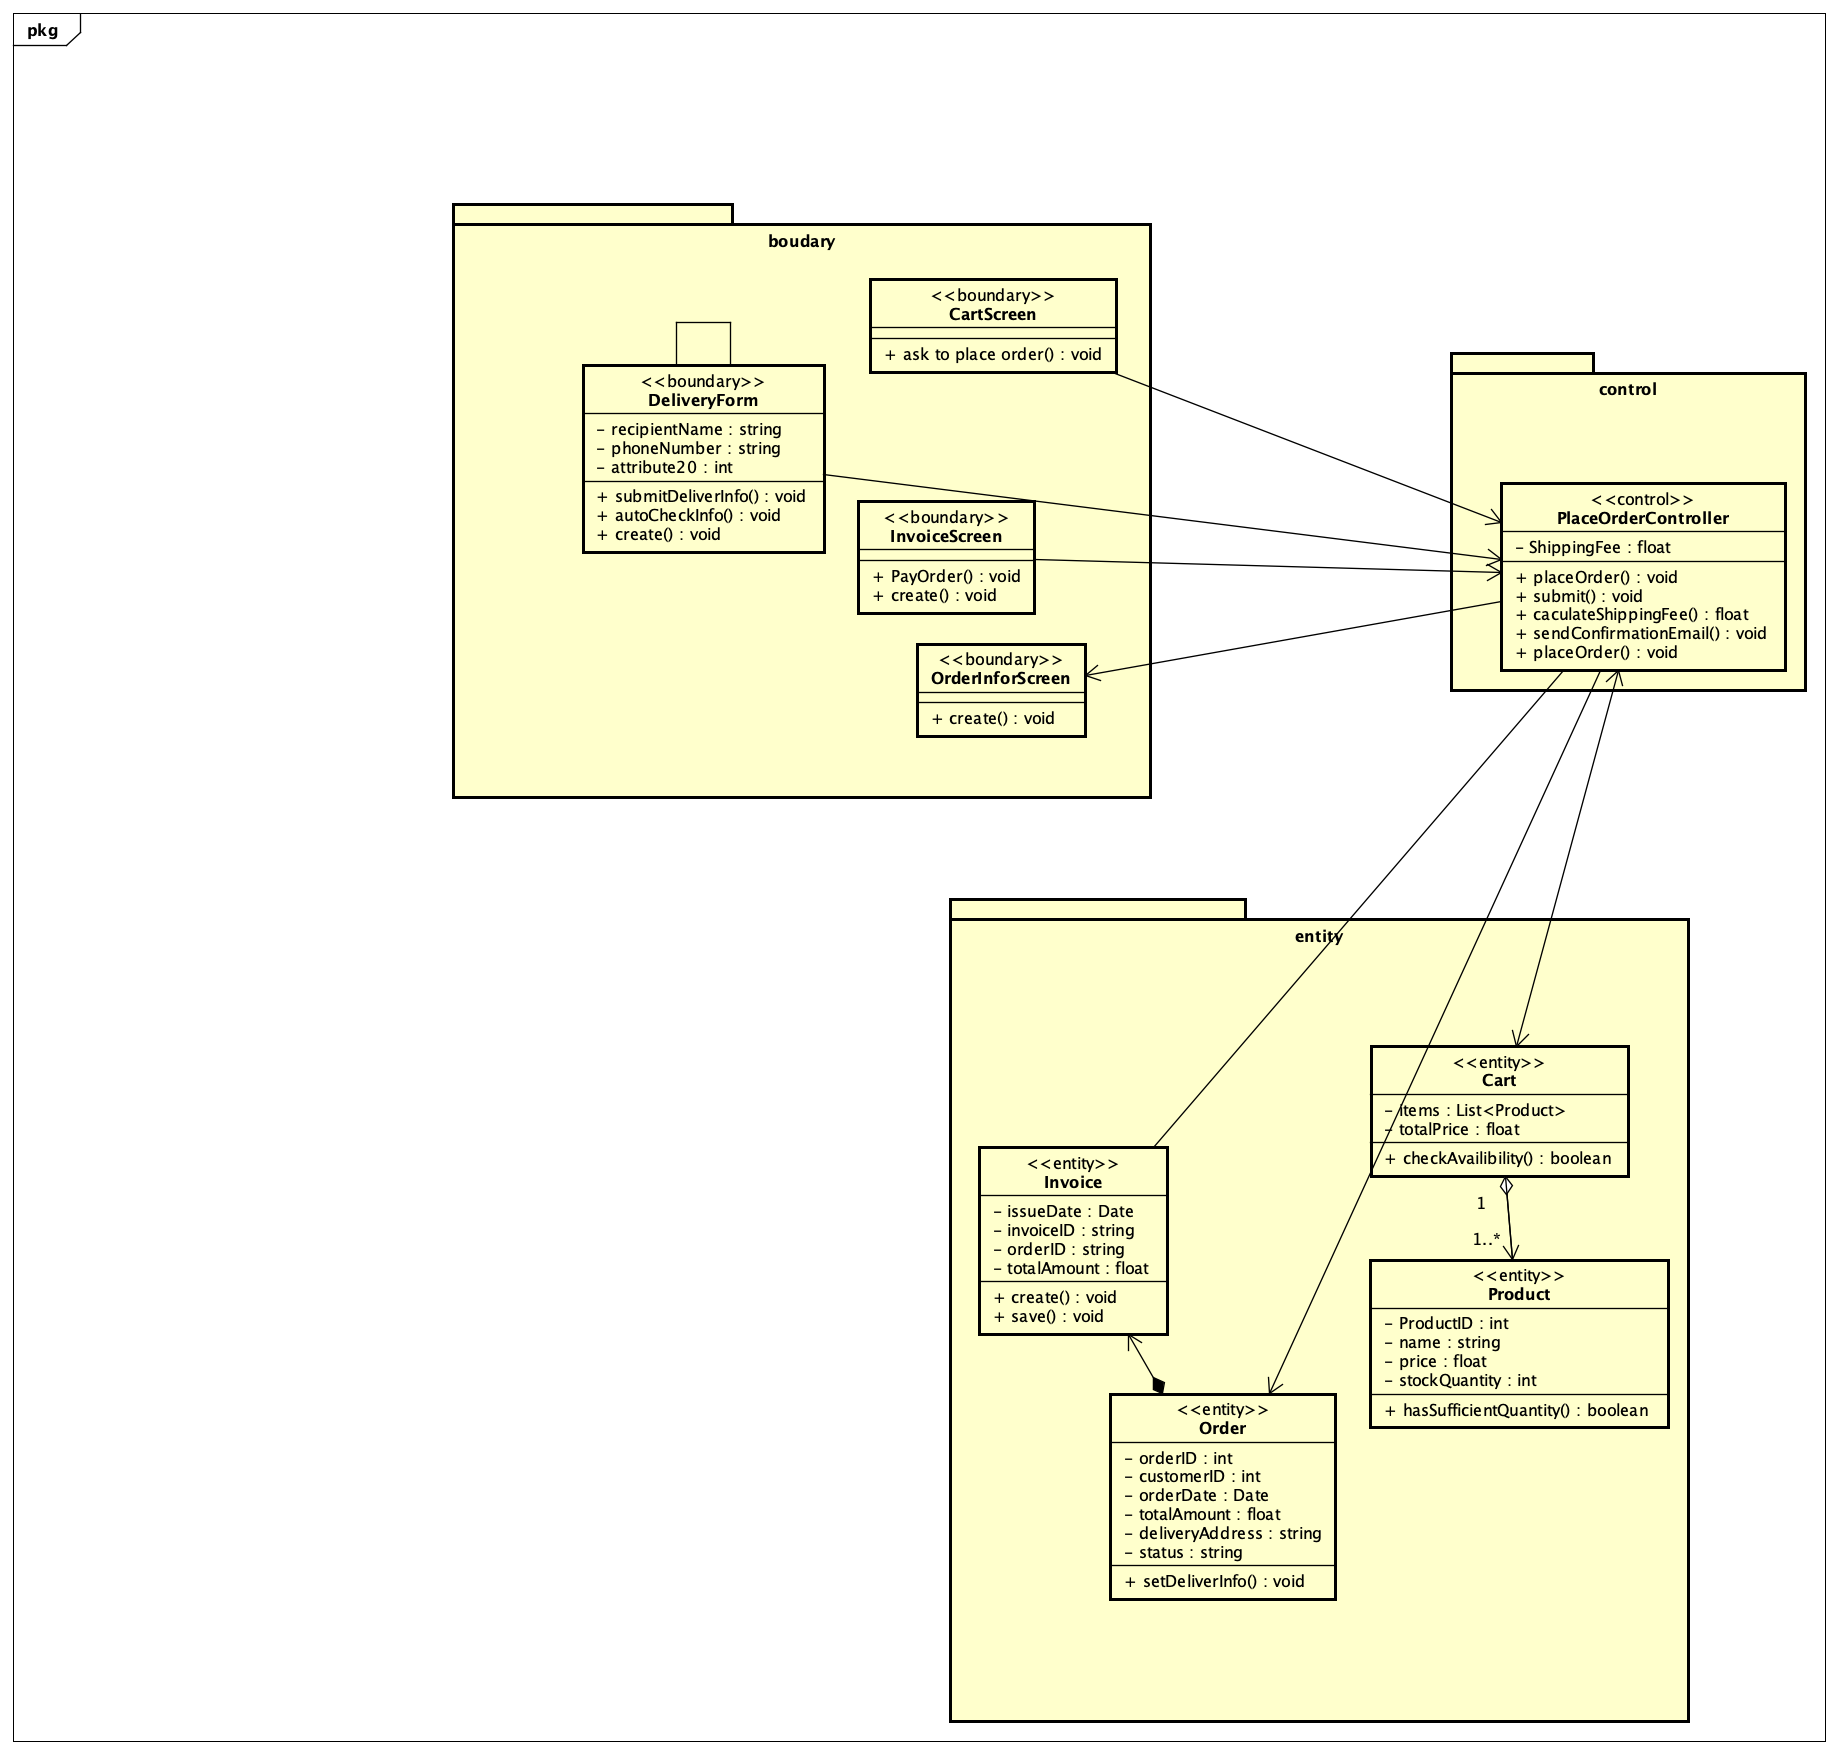 pkg
boudary
<<boundary>>
CartScreen
+ ask to place order() : void
<<boundary>>
DeliveryForm
- recipientName : string
- phoneNumber : string
- attribute20 : int
+ submitDeliverInfo() : void
+ autoCheckInfo() : void
+ create() : void
<<boundary>>
InvoiceScreen
+ PayOrder() : void
+ create() : void
<<boundary>>
OrderInforScreen
+ create() : void
control
<<control>>
PlaceOrderController
- ShippingFee : float
+ placeOrder() : void
+ submit() : void
+ caculateShippingFee() : float
+ sendConfirmationEmail() : void
+ placeOrder() : void
entity
<<entity>>
Cart
- items : List<Product>
- totalPrice : float
+ checkAvailibility() : boolean
1
1..*
<<entity>>
Invoice
- issueDate : Date
- invoiceID : string
- orderID : string
- totalAmount : float
+ create() : void
+ save() : void
<<entity>>
Product
- ProductID : int
- name : string
- price : float
- stockQuantity : int
+ hasSufficientQuantity() : boolean
<<entity>>
Order
- orderID : int
- customerID : int
- orderDate : Date
- totalAmount : float
- deliveryAddress : string
- status : string
+ setDeliverInfo() : void